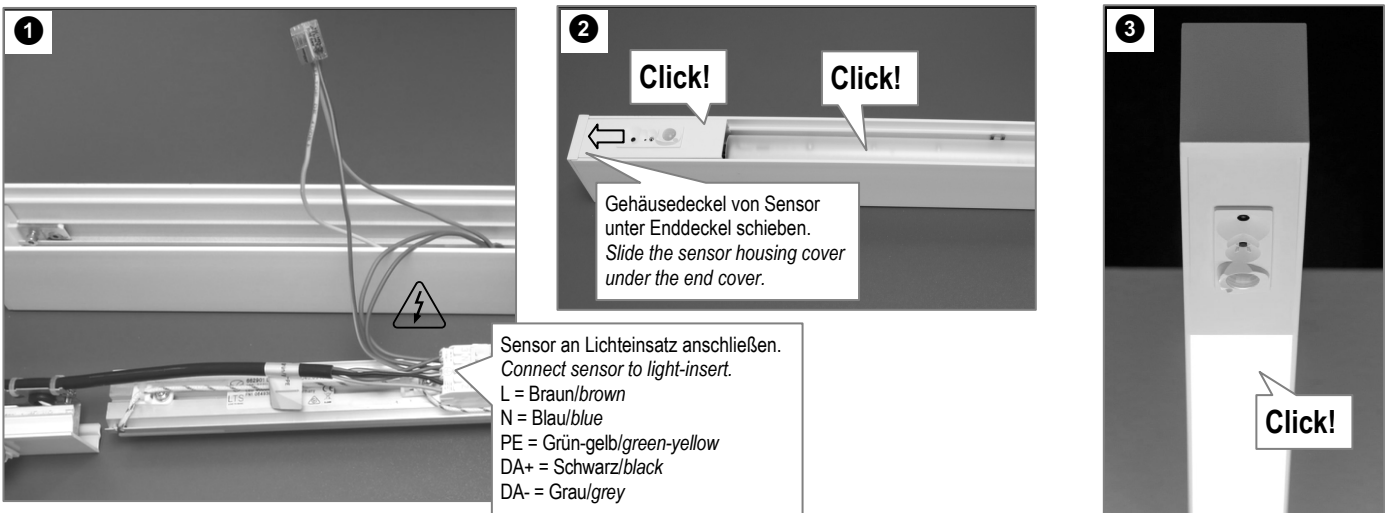 1
2
3
Click!
Click!
Gehäusedeckel von Sensor
unter Enddeckel schieben.
Slide the sensor housing cover
under the end cover.
Sensor an Lichteinsatz anschließen.
Connect sensor to light-insert.
L = Braun/brown
N = Blau/blue
PE = Grün-gelb/green-yellow
DA+ = Schwarz/black
DA- = Grau/grey
LTS
Click!